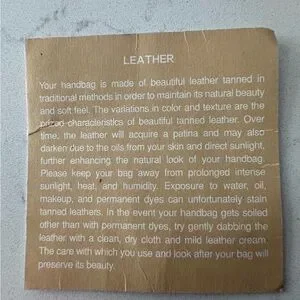 LEATHER
Your handbag is made of beautiful leather tanned in
traditional methods in order to maintain its natural beauty
and soft feel. The variations in color and texture are the
prized characteristics of beautiful tanned leather. Over
time, the leather will acquire a patina and may also
darken due to the oils from your skin and direct sunlight,
further enhancing the natural look of your handbag.
Please keep your bag away from prolonged intense
sunlight, heat, and humidity. Exposure to water, oil,
makeup, and permanent dyes can unfortunately stain
tanned leathers. In the event your handbag gets soiled
other than with permanent dyes, try gently dabbing the
leather with a clean, dry cloth and mild leather cream.
The care with which you use and look after your bag will
preserve its beauty.